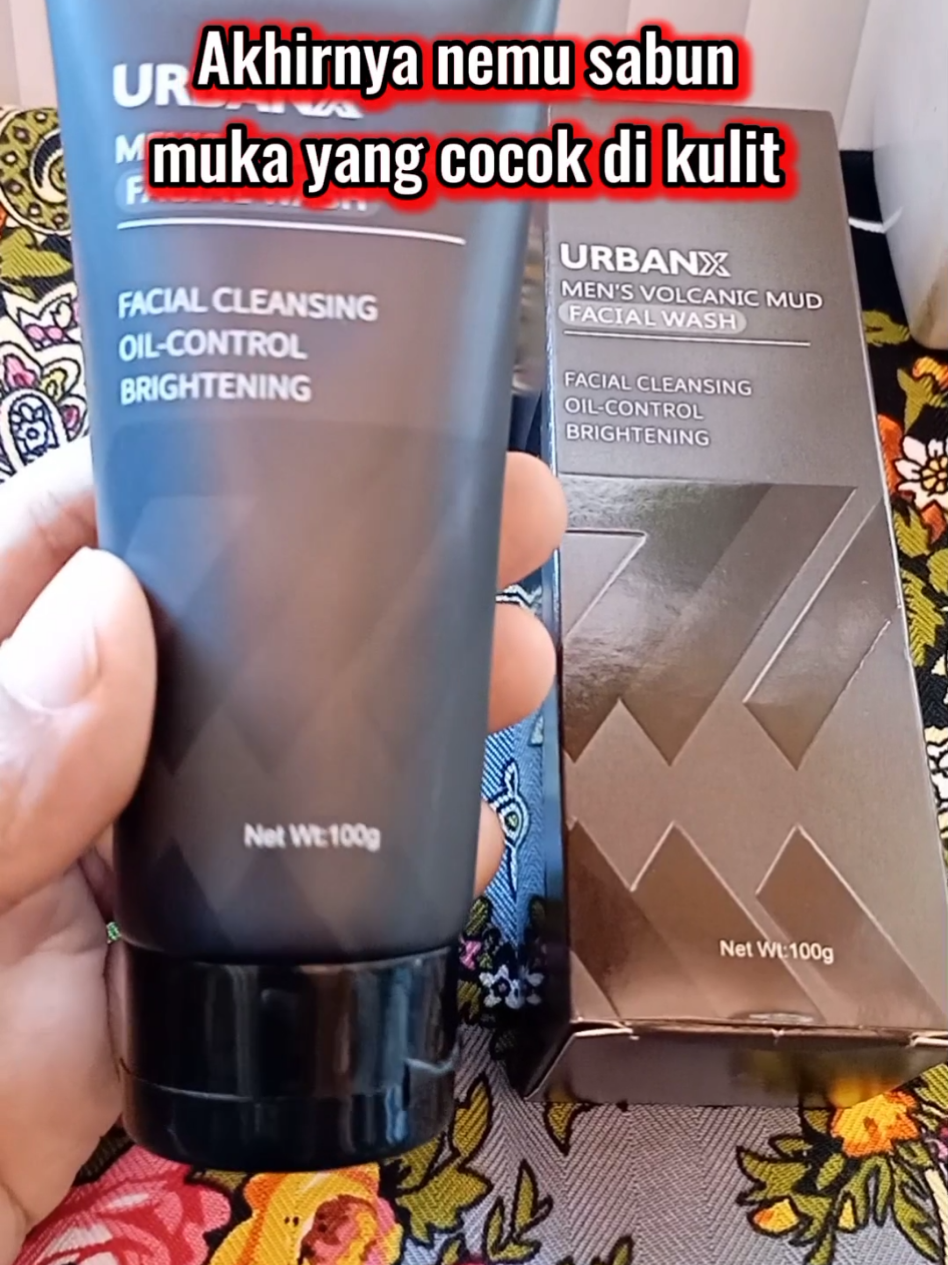 Akhirnya nemu sabun
muka yang cocok di kulit
URBANX
FACIAL CLEANSING
OIL-CONTROL
BRIGHTENING
Net Wt:100g
URBANX
MEN'S VOLCANIC MUD
FACIAL WASH
FACIAL CLEANSING
OIL-CONTROL
BRIGHTENING
Net Wt:100g